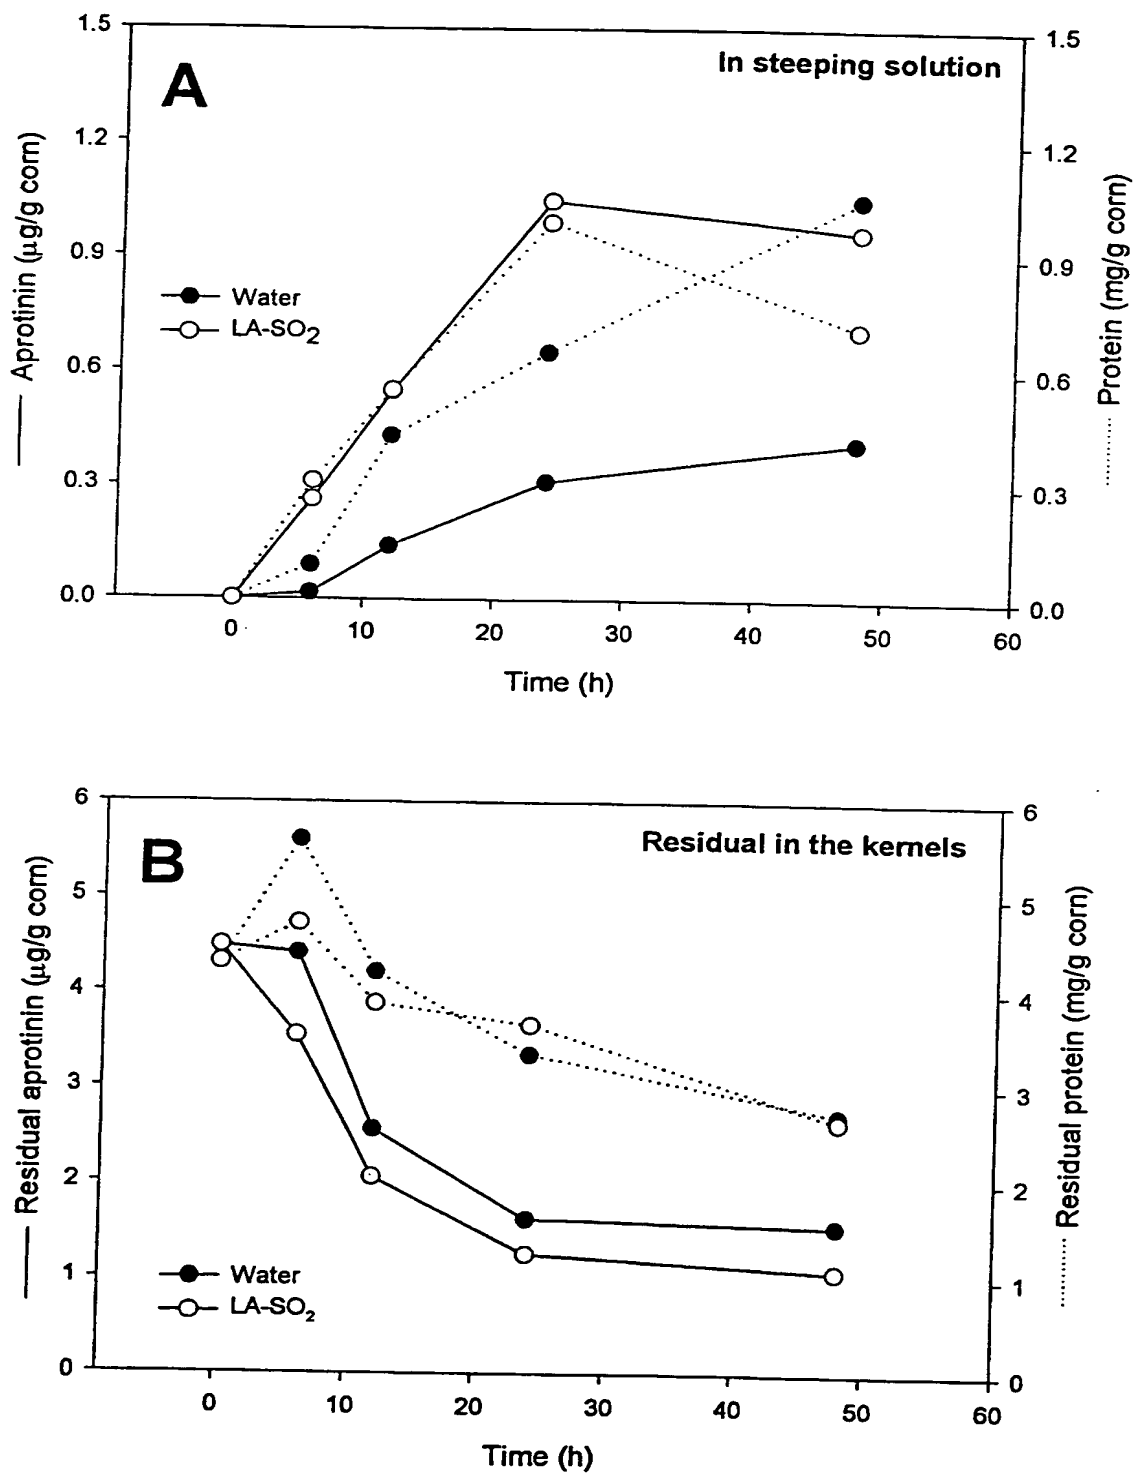 1.5
1.5
A
In steeping solution
1.2
1.2
Aprotinin (µg/g corn)
Protein (mg/g corn)
0.9
0.9
Water
LA-SO₂
0.6
0.6
0.3
0.3
0.0
0.0
0 10 20 30 40 50 60
Time (h)
6
6
B
Residual in the kernels
5
5
Residual aprotinin (µg/g corn)
Residual protein (mg/g corn)
4
4
3
3
2
2
Water
LA-SO₂
1
1
0
0
0 10 20 30 40 50 60
Time (h)